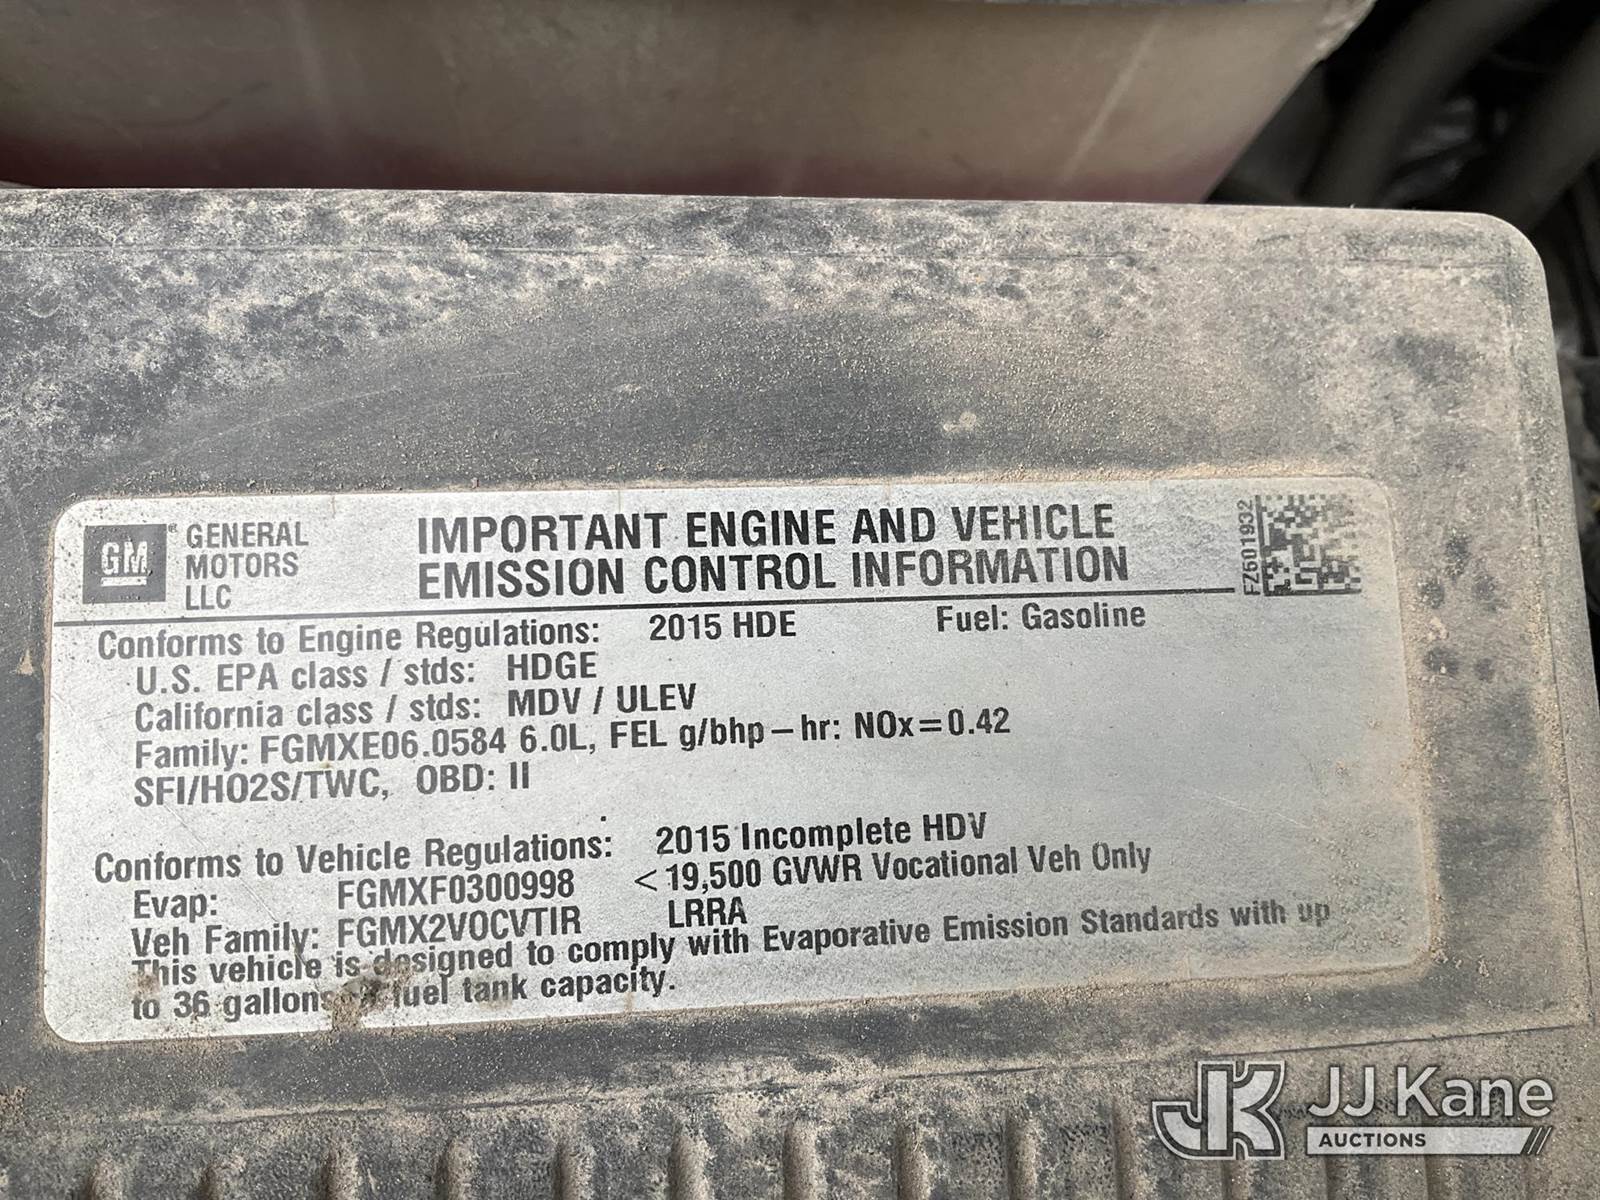 GM
® GENERAL
MOTORS
LLC
IMPORTANT ENGINE AND VEHICLE
EMISSION CONTROL INFORMATION
FZ601932
Conforms to Engine Regulations: 2015 HDE Fuel: Gasoline
U.S. EPA class / stds: HDGE
California class / stds: MDV / ULEV
Family: FGMXE06.0584 6.0L, FEL g/bhp-hr: NOx=0.42
SFI/HO2S/TWC, OBD: II
Conforms to Vehicle Regulations: 2015 Incomplete HDV
Evap: FGMXF0300998 <19,500 GVWR Vocational Veh Only
Veh Family: FGMX2VOCVTIR LRRA
This vehicle is designed to comply with Evaporative Emission Standards with up
to 36 gallons fuel tank capacity.
JK JJ Kane
AUCTIONS